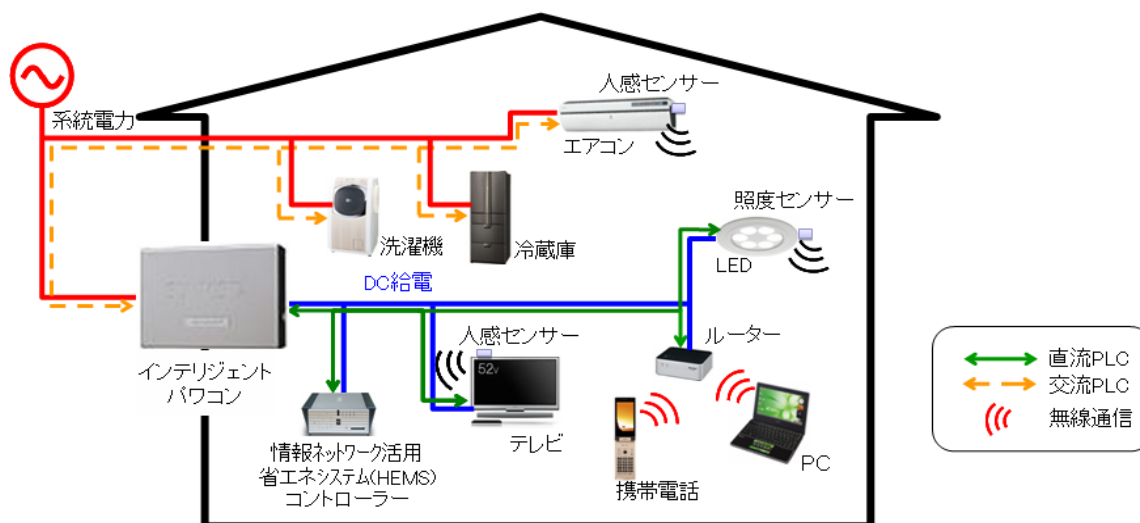 人感センサー
系統電力
エアコン
照度センサー
洗濯機
冷蔵庫
LED
DC給電
人感センサー
ルーター
52V
インテリジェント
パワコン
テレビ
情報ネットワーク活用
省エネシステム(HEMS)
コントローラー
携帯電話
PC
直流PLC
交流PLC
無線通信